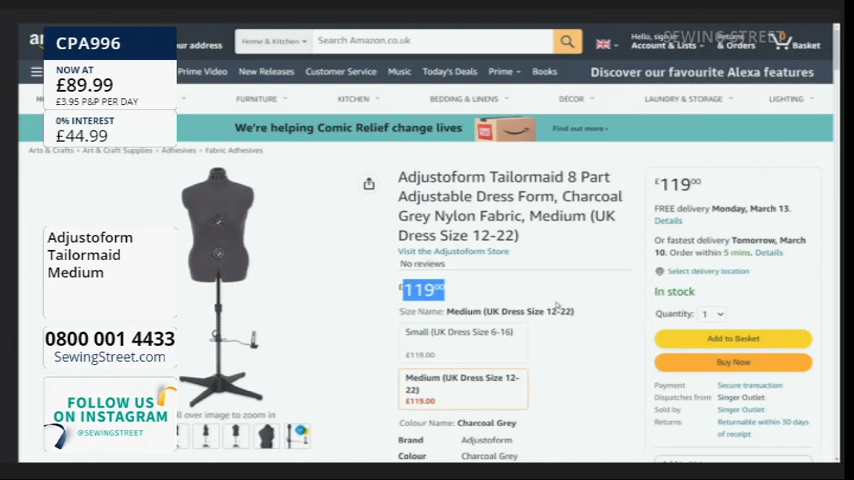 CPA996
NOW AT
£89.99
£3.95 P&P PER DAY
0% INTEREST
£44.99
Adjustoform
Tailormaid
Medium
0800 001 4433
SewingStreet.com
FOLLOW US
ON INSTAGRAM
@SEWINGSTREET
SEWINGSTREET
our address
Home & Kitchen
Search Amazon.co.uk
Account & Lists
& Orders
Basket
Prime Video
New Releases
Customer Service
Music
Today's Deals
Prime
Books
Discover our favourite Alexa features
FURNITURE
KITCHEN
BEDDING & LINENS
DECOR
LAUNDRY & STORAGE
LIGHTING
We're helping Comic Relief change lives
Find out more
Arts & Crafts › Art & Craft Supplies › Adhesives › Fabric Adhesives
Adjustoform Tailormaid 8 Part
Adjustable Dress Form, Charcoal
Grey Nylon Fabric, Medium (UK
Dress Size 12-22)
Visit the Adjustoform Store
No reviews
£119.00
Size Name: Medium (UK Dress Size 12-22)
Small (UK Dress Size 6-16)
£119.00
Medium (UK Dress Size 12-
22)
£119.00
Colour Name: Charcoal Grey
Brand Adjustoform
Colour Charcoal Grey
over image to zoom in
£119.00
FREE delivery Monday, March 13.
Details
Or fastest delivery Tomorrow, March
10. Order within 5 mins. Details
Select delivery location
In stock
Quantity: 1
Add to Basket
Buy Now
Payment Secure transaction
Dispatches from Singer Outlet
Sold by Singer Outlet
Returns Returnable within 30 days
of receipt